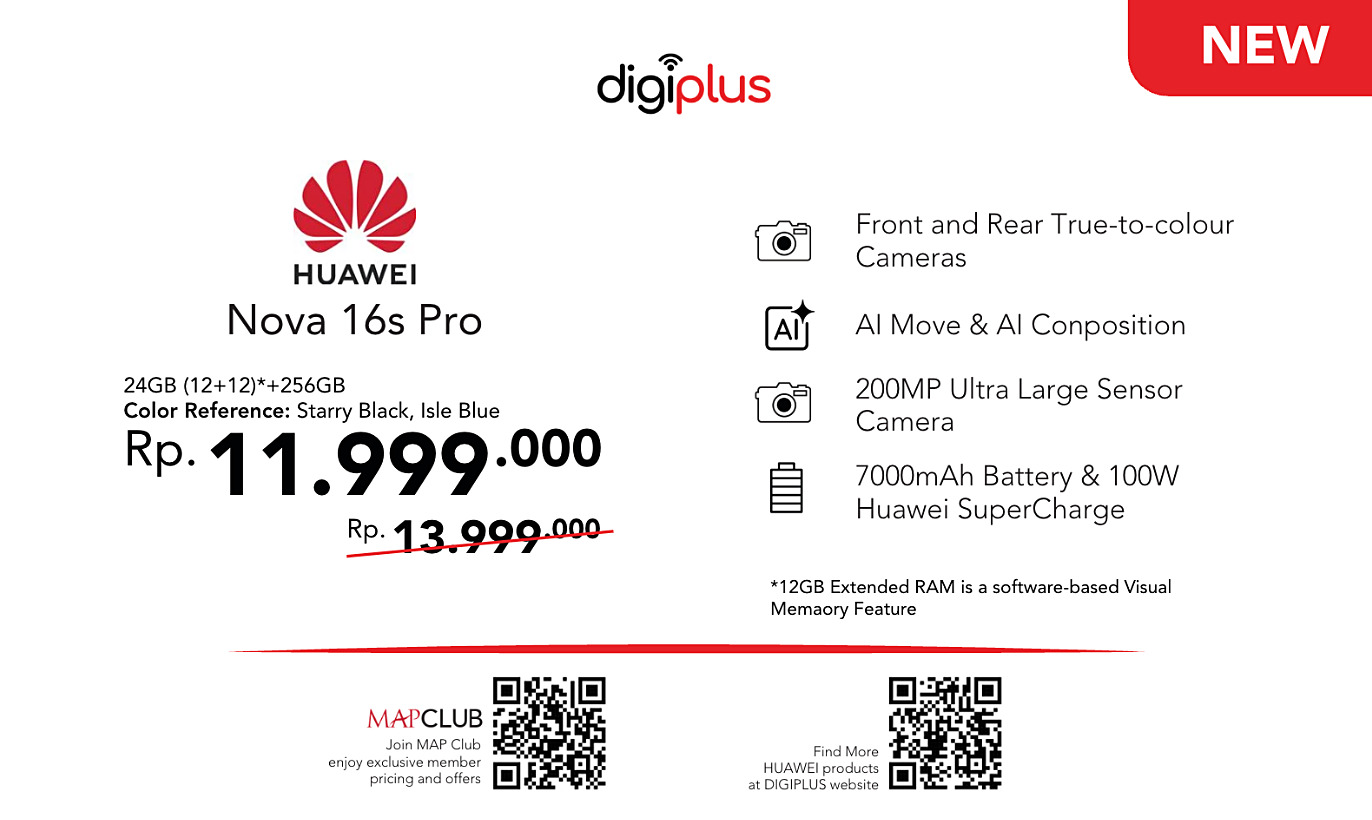 NEW
digiplus
HUAWEI
Nova 16s Pro
24GB (12+12)*+256GB
Color Reference: Starry Black, Isle Blue
Rp. 11.999.000
Rp. 13.999.000
Front and Rear True-to-colour
Cameras
AI
AI Move & AI Conposition
200MP Ultra Large Sensor
Camera
7000mAh Battery & 100W
Huawei SuperCharge
*12GB Extended RAM is a software-based Visual
Memaory Feature
MAPCLUB
Join MAP Club
enjoy exclusive member
pricing and offers
Find More
HUAWEI products
at DIGIPLUS website